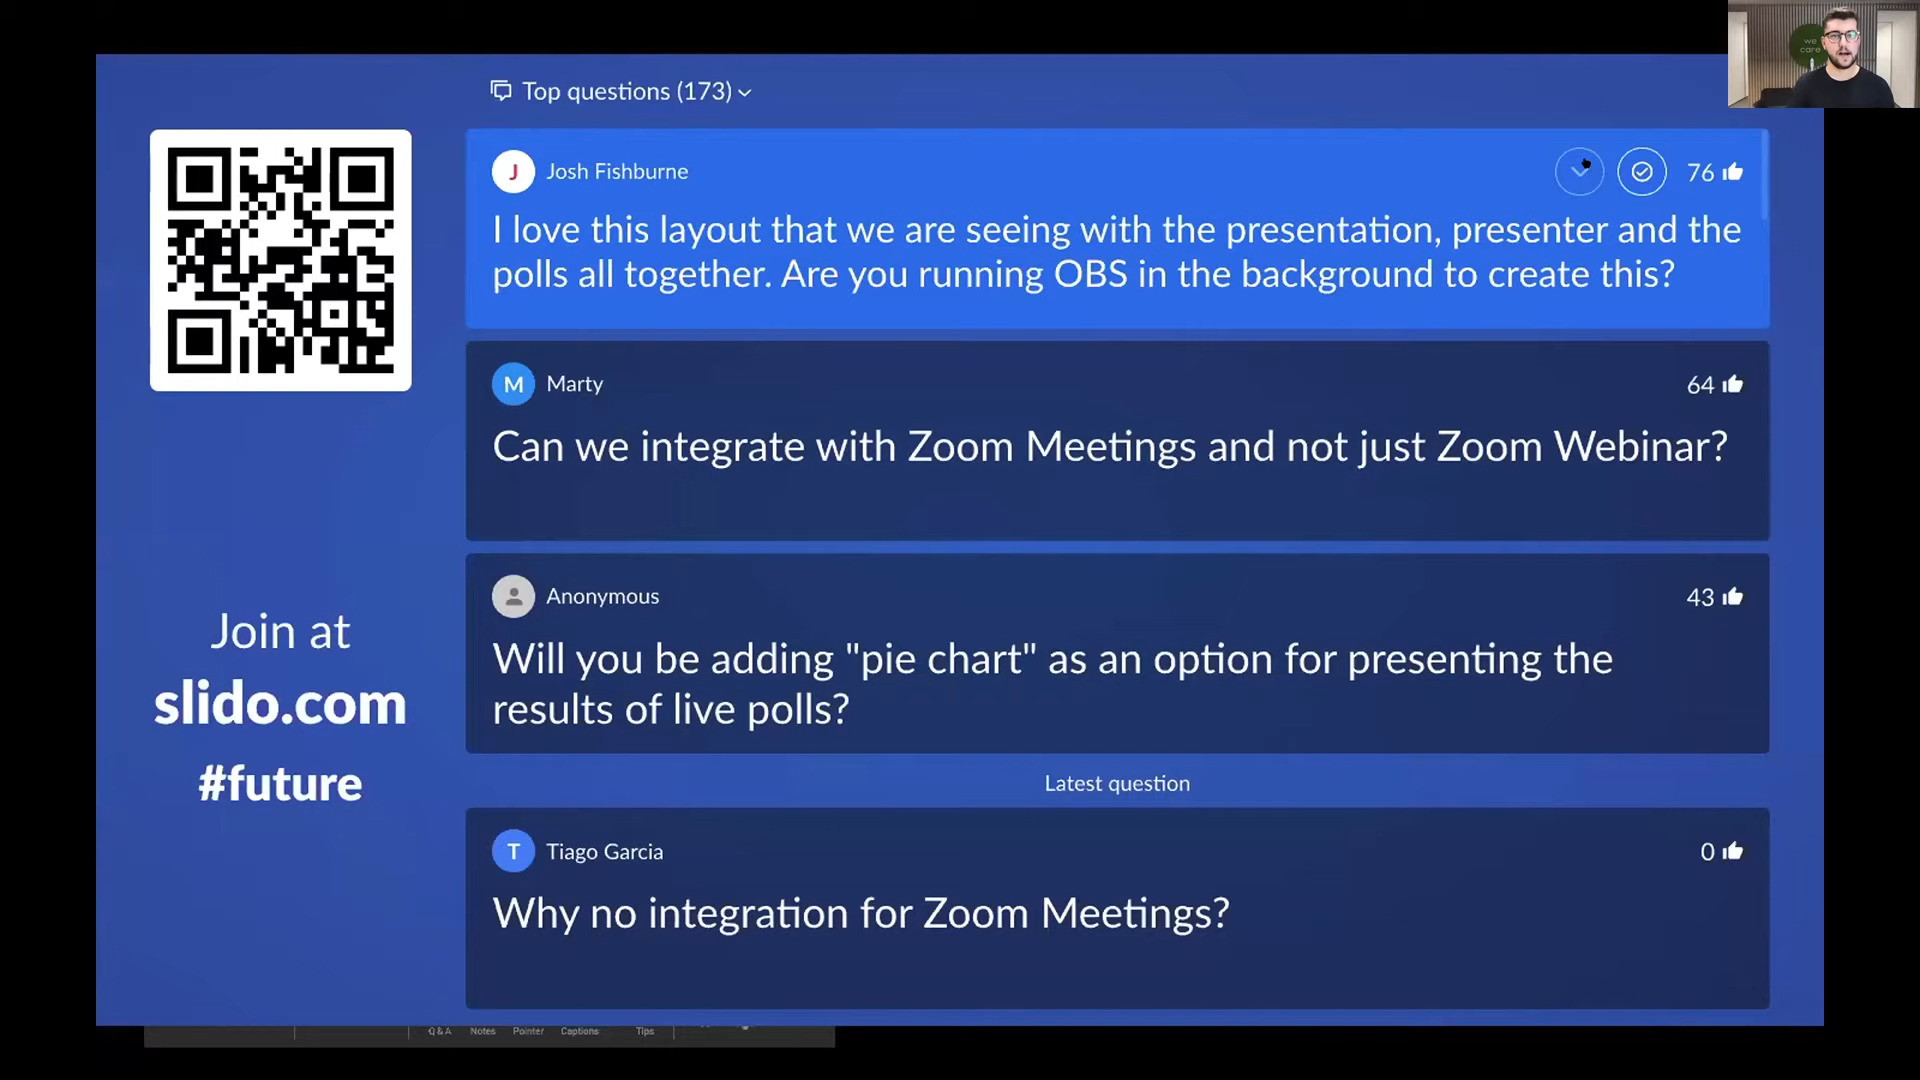 Top questions (173)
J Josh Fishburne
76
I love this layout that we are seeing with the presentation, presenter and the
polls all together. Are you running OBS in the background to create this?
M Marty
64
Can we integrate with Zoom Meetings and not just Zoom Webinar?
Anonymous
43
Will you be adding "pie chart" as an option for presenting the
results of live polls?
Join at
slido.com
#future
Latest question
T Tiago Garcia
0
Why no integration for Zoom Meetings?
Q & A Notes Pointer Captions Tips
we
care